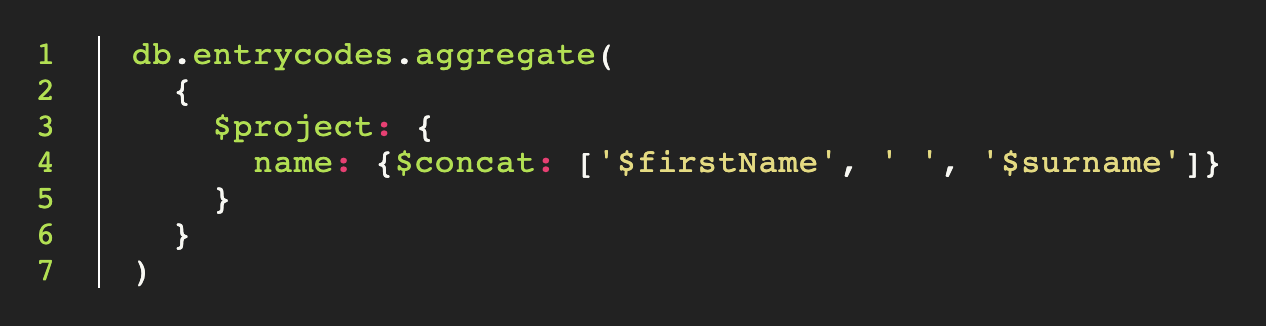 1 db.entrycodes.aggregate(
2 {
3 $project: {
4 name: {$concat: ['$firstName', ' ', '$surname']}
5 }
6 }
7 )